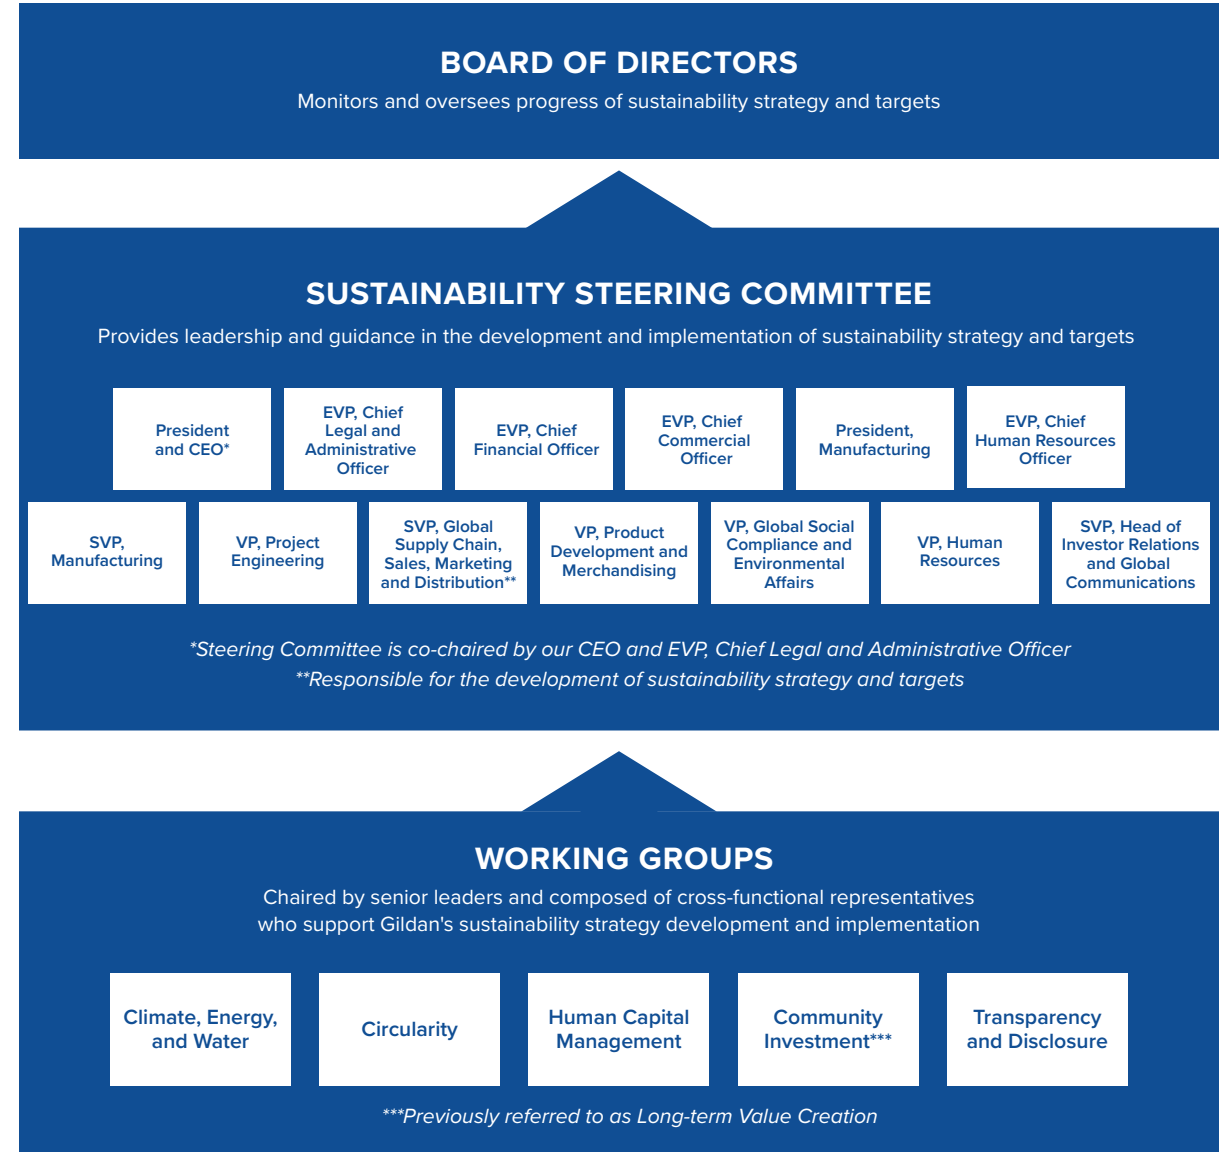 BOARD OF DIRECTORS
Monitors and oversees progress of sustainability strategy and targets
SUSTAINABILITY STEERING COMMITTEE
Provides leadership and guidance in the development and implementation of sustainability strategy and targets
President
and CEO*
EVP, Chief
Legal and
Administrative
Officer
EVP, Chief
Financial Officer
EVP, Chief
Commercial
Officer
President,
Manufacturing
EVP, Chief
Human Resources
Officer
SVP,
Manufacturing
VP, Project
Engineering
SVP, Global
Supply Chain,
Sales, Marketing
and Distribution**
VP, Product
Development and
Merchandising
VP, Global Social
Compliance and
Environmental
Affairs
VP, Human
Resources
SVP, Head of
Investor Relations
and Global
Communications
*Steering Committee is co-chaired by our CEO and EVP, Chief Legal and Administrative Officer
**Responsible for the development of sustainability strategy and targets
WORKING GROUPS
Chaired by senior leaders and composed of cross-functional representatives
who support Gildan's sustainability strategy development and implementation
Climate, Energy,
and Water
Circularity
Human Capital
Management
Community
Investment***
Transparency
and Disclosure
***Previously referred to as Long-term Value Creation